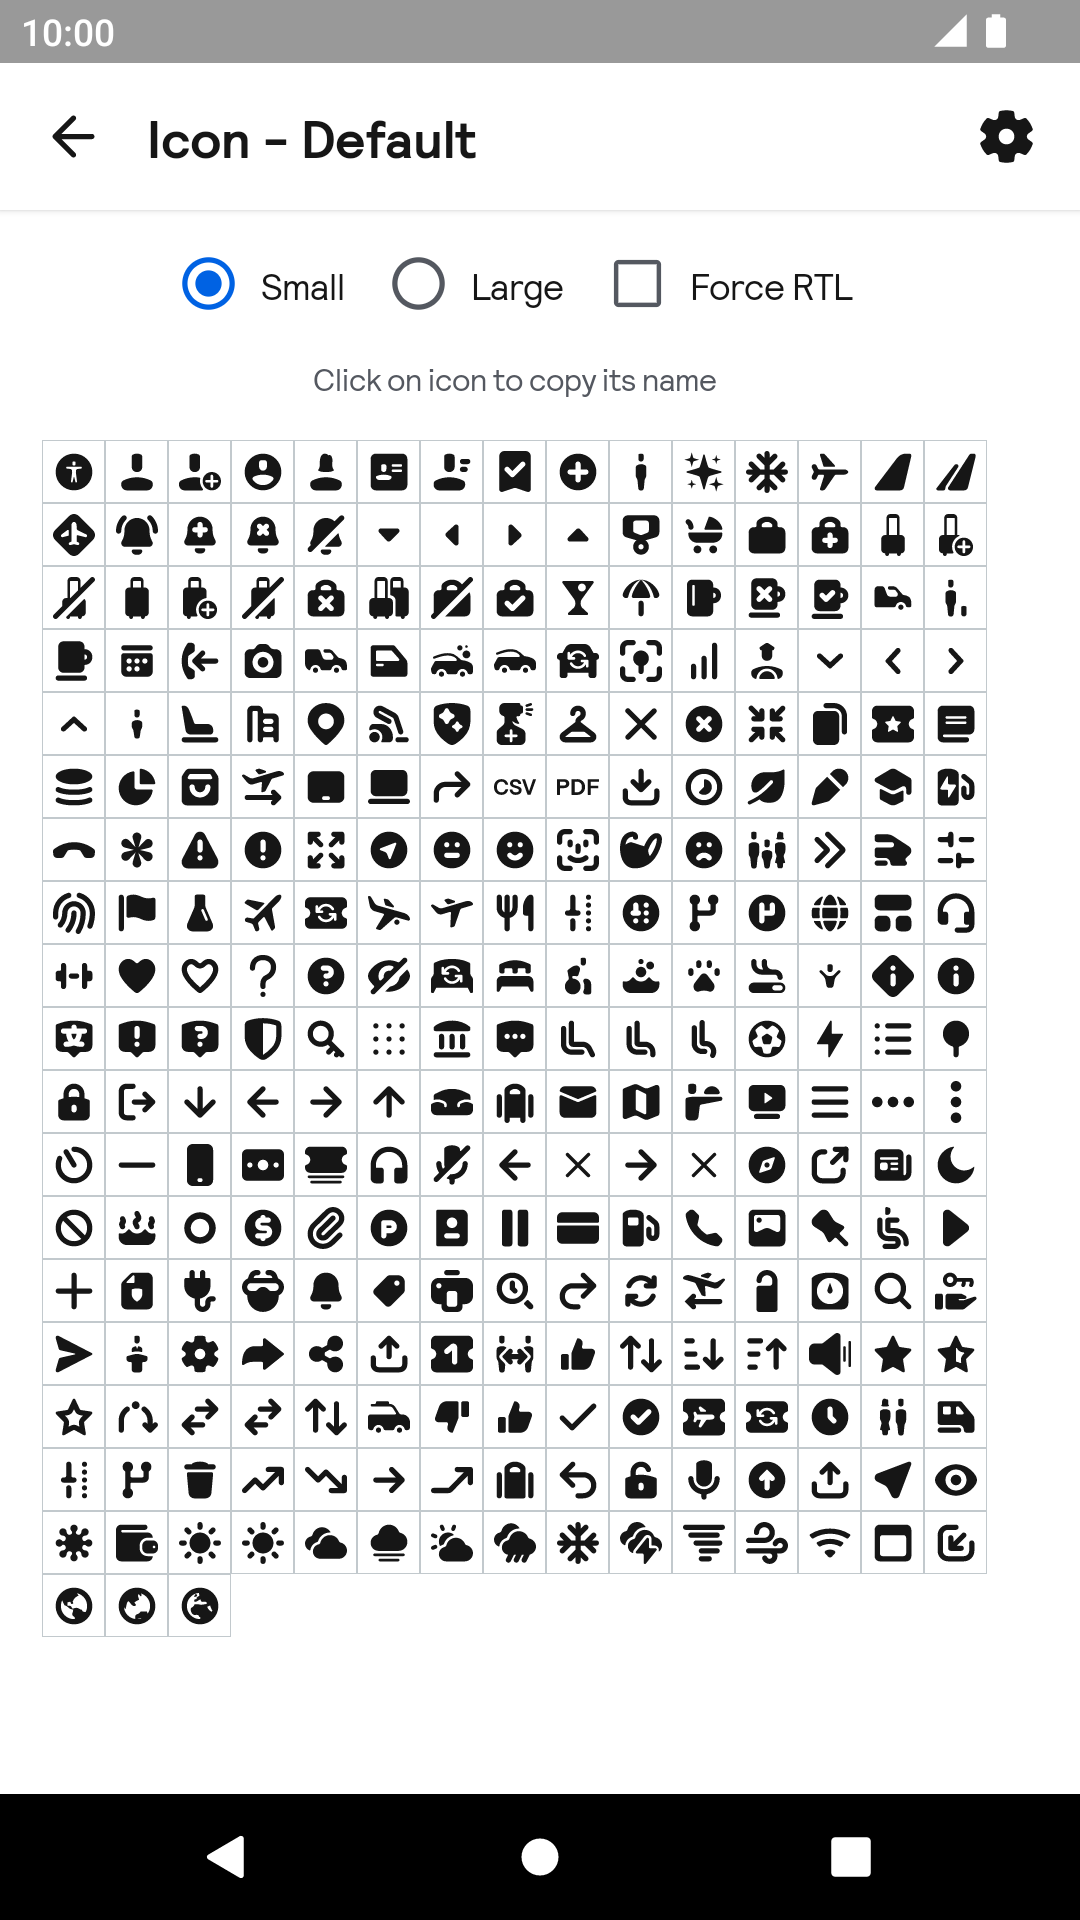 10:00
Icon - Default
Small Large Force RTL
Click on icon to copy its name
CSV PDF